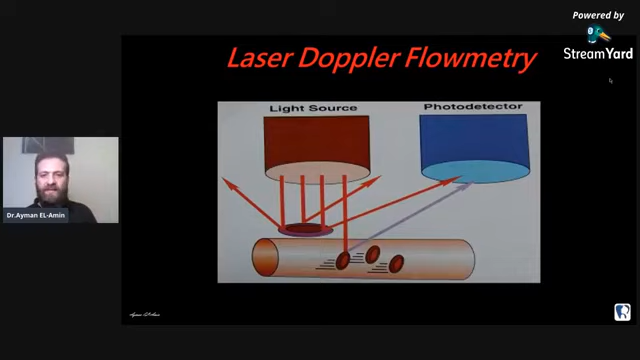 Powered by
StreamYard
Laser Doppler Flowmetry
Light Source
Photodetector
Dr.Ayman EL-Amin